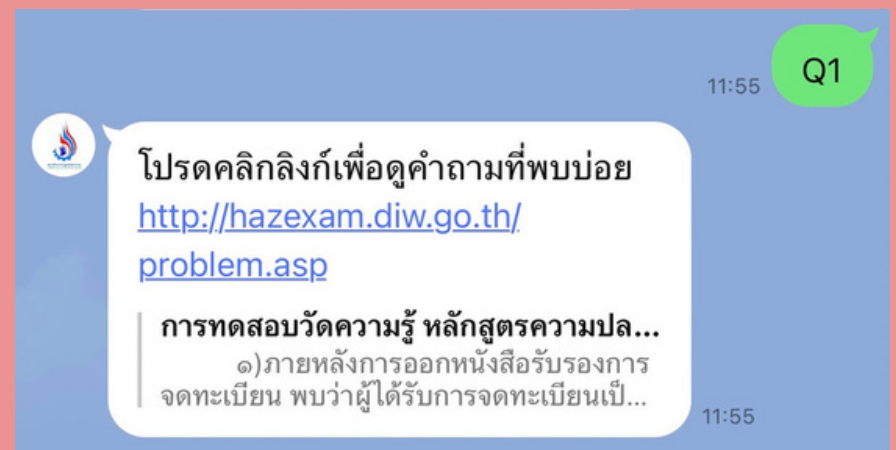 Q1
11:55
โปรดคลิกลิงก์เพื่อดูคำถามที่พบบ่อย
http://hazexam.diw.go.th/
problem.asp
การทดสอบวัดความรู้ หลักสูตรความปล...
๑)ภายหลังการออกหนังสือรับรองการ
จดทะเบียน พบว่าผู้ได้รับการจดทะเบียนเป็...
11:55